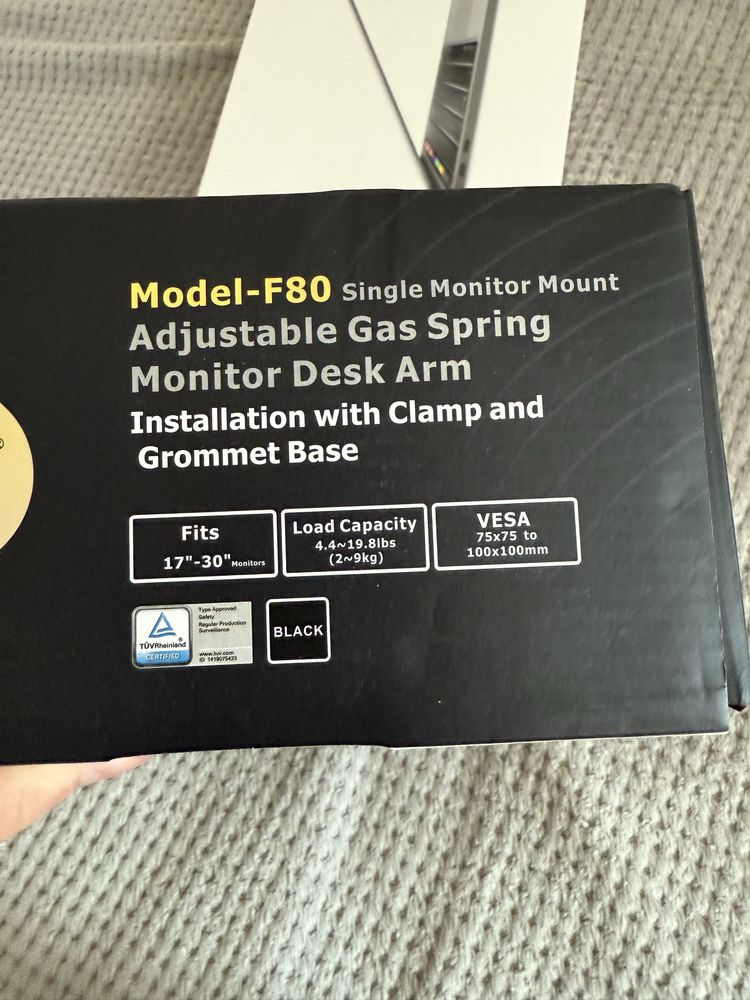 Model-F80 Single Monitor Mount
Adjustable Gas Spring
Monitor Desk Arm
Installation with Clamp and
Grommet Base
Fits
17"-30" Monitors
Load Capacity
4.4~19.8lbs
(2~9kg)
VESA
75x75 to
100x100mm
®
TÜVRheinland
CERTIFIED
Type Approved
Safety
Regular Production
Surveillance
www.tuv.com
ID 1419075423
BLACK
®